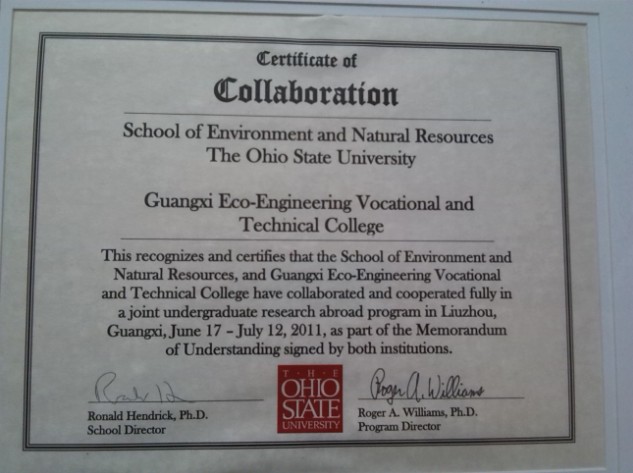 Certificate of
Collaboration
School of Environment and Natural Resources
The Ohio State University
Guangxi Eco-Engineering Vocational and
Technical College
This recognizes and certifies that the School of Environment and
Natural Resources, and Guangxi Eco-Engineering Vocational
and Technical College have collaborated and cooperated fully in
a joint undergraduate research abroad program in Liuzhou,
Guangxi, June 17 – July 12, 2011, as part of the Memorandum
of Understanding signed by both institutions.
Roger A. Williams
Ronald Hendrick, Ph.D.
School Director
T·H·E
OHIO
STATE
UNIVERSITY
Roger A. Williams, Ph.D.
Program Director